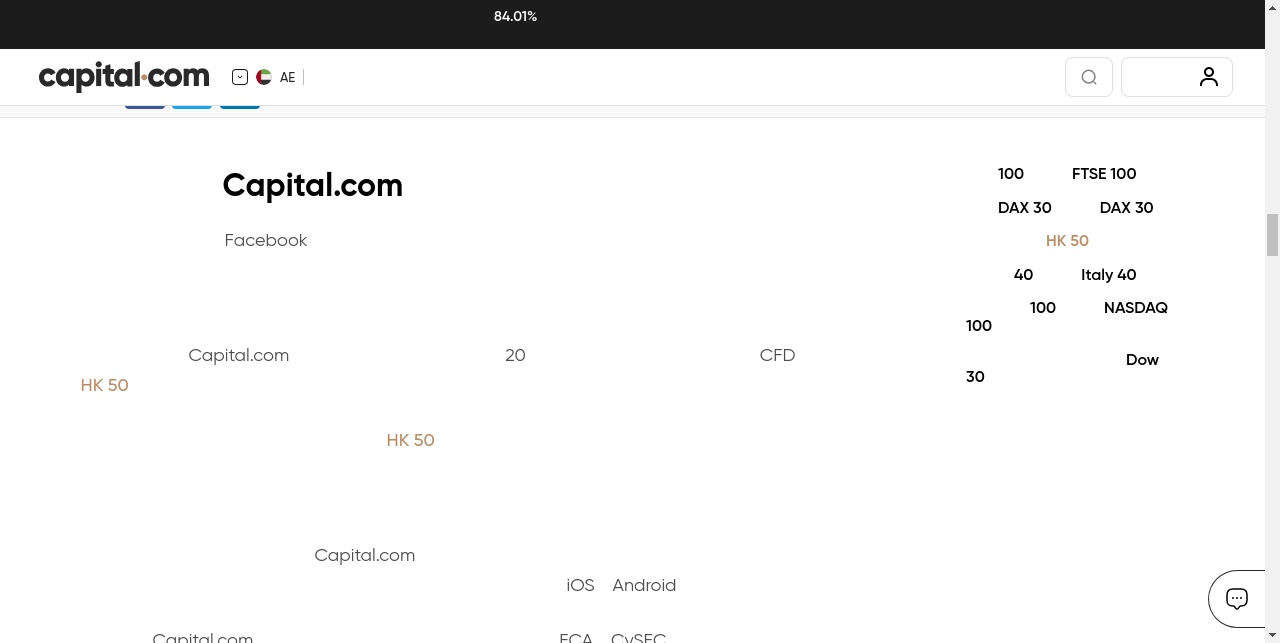 84.01%
capital.com AE
Capital.com
Facebook
Capital.com 20 CFD
HK 50
HK 50
Capital.com
iOS Android
Capital.com FCA CySEC
100 FTSE 100
DAX 30 DAX 30
HK 50
40 Italy 40
100 NASDAQ
100
Dow
30